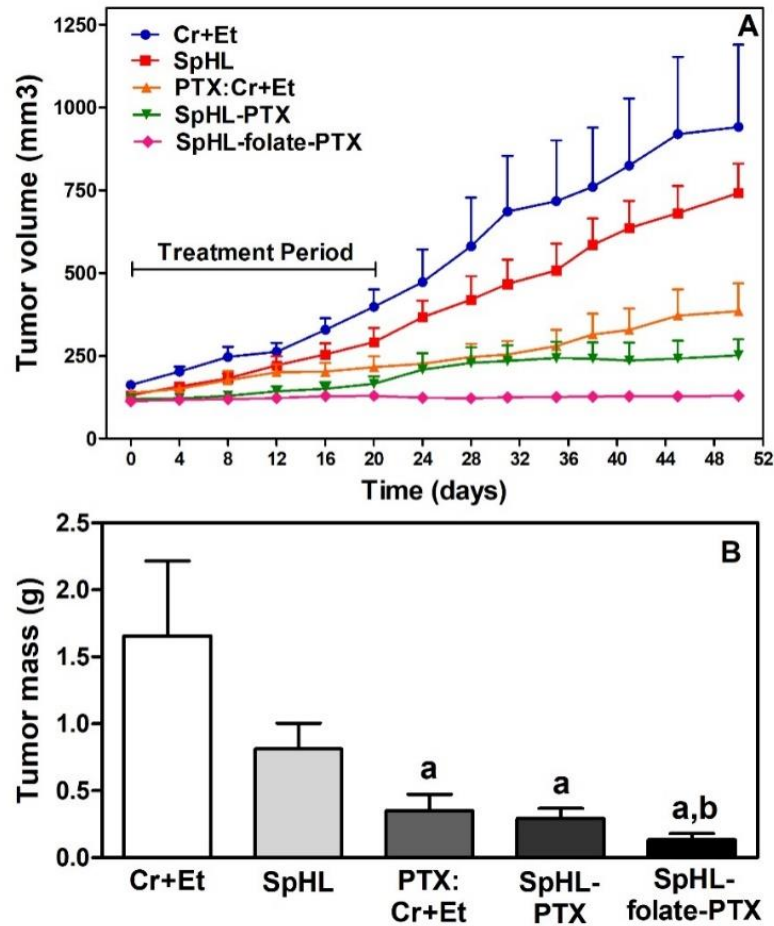 A
Cr+Et
SpHL
PTX:Cr+Et
SpHL-PTX
SpHL-folate-PTX
Treatment Period
Tumor volume (mm3)
1250
1000
750
500
250
0
0 4 8 12 16 20 24 28 32 36 40 44 48 52
Time (days)
B
Tumor mass (g)
2.5
2.0
1.5
1.0
0.5
0.0
a a a,b
Cr+Et SpHL PTX: SpHL- SpHL-
Cr+Et PTX folate-PTX